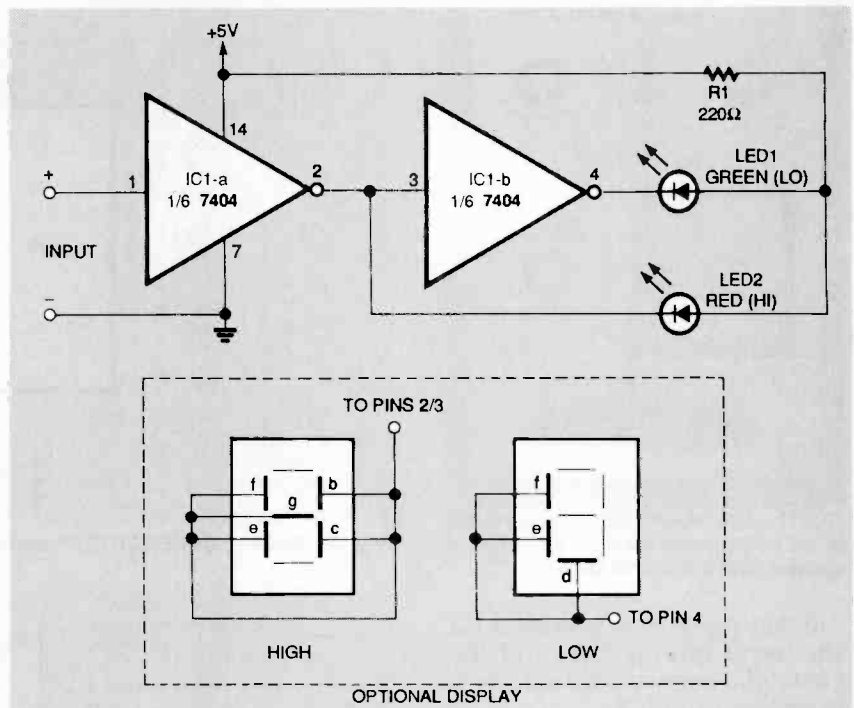 +5V
R1
220Ω
14
+
1
IC1-a
1/6 7404
2
3
IC1-b
1/6 7404
4
LED1
GREEN (LO)
INPUT
7
−
LED2
RED (HI)
TO PINS 2/3
f
b
g
e
c
HIGH
f
e
d
TO PIN 4
LOW
OPTIONAL DISPLAY